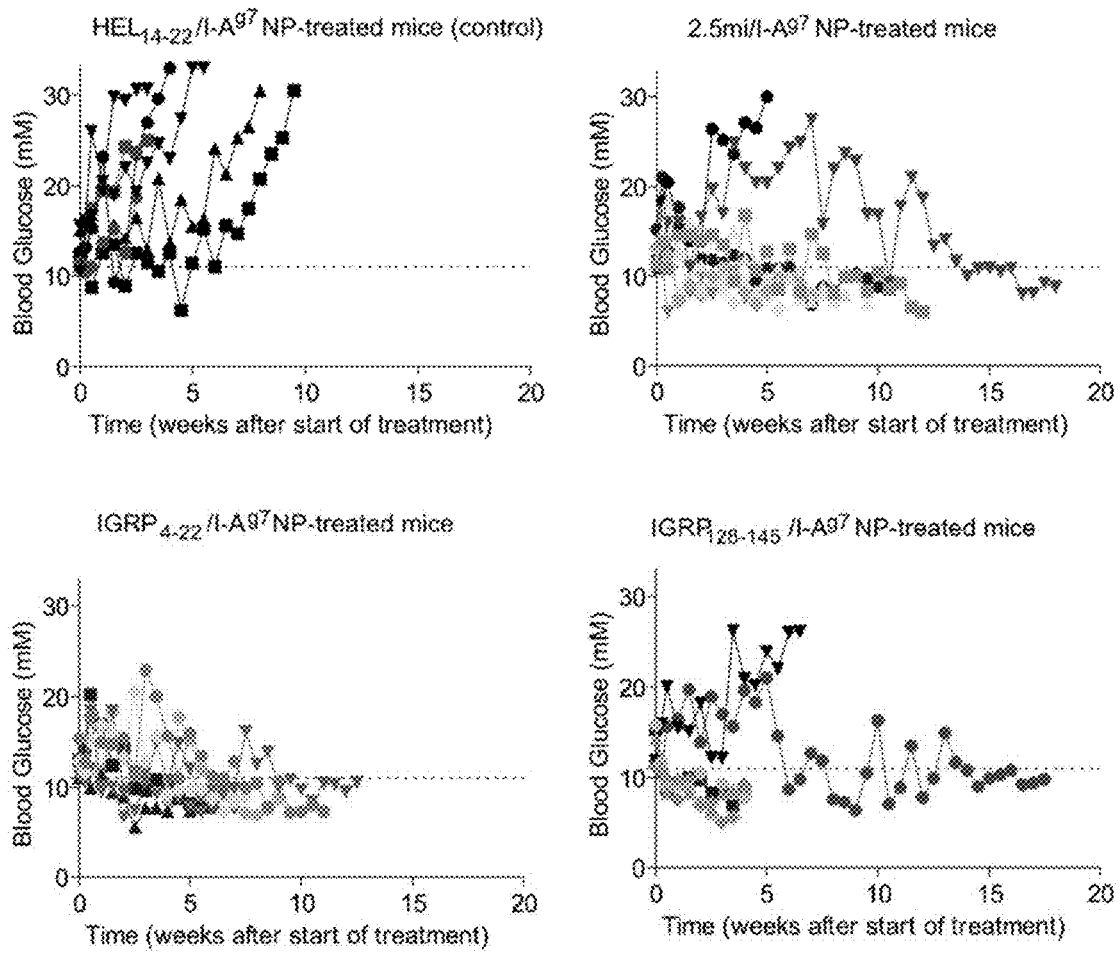 HEL14-22/I-Ag7 NP-treated mice (control)
30
20
10
0
Blood Glucose (mM)
0 5 10 15 20
Time (weeks after start of treatment)
2.5mi/I-Ag7 NP-treated mice
30
20
10
0
Blood Glucose (mM)
0 5 10 15 20
Time (weeks after start of treatment)
IGRP4-22 /I-Ag7 NP-treated mice
30
20
10
0
Blood Glucose (mM)
0 5 10 15 20
Time (weeks after start of treatment)
IGRP128-145 /I-Ag7 NP-treated mice
30
20
10
0
Blood Glucose (mM)
0 5 10 15 20
Time (weeks after start of treatment)